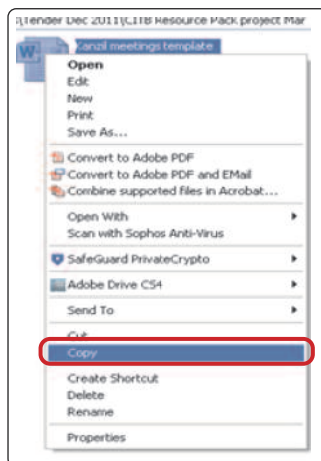 \Tender Dec 2011\CITB Resource Pack project Mar
Canzil meetings template
Open
Edit
New
Print
Save As...
Convert to Adobe PDF
Convert to Adobe PDF and EMail
Combine supported files in Acrobat...
Open With
Scan with Sophos Anti-Virus
SafeGuard PrivateCrypto
Adobe Drive CS4
Send To
Cut
Copy
Create Shortcut
Delete
Rename
Properties